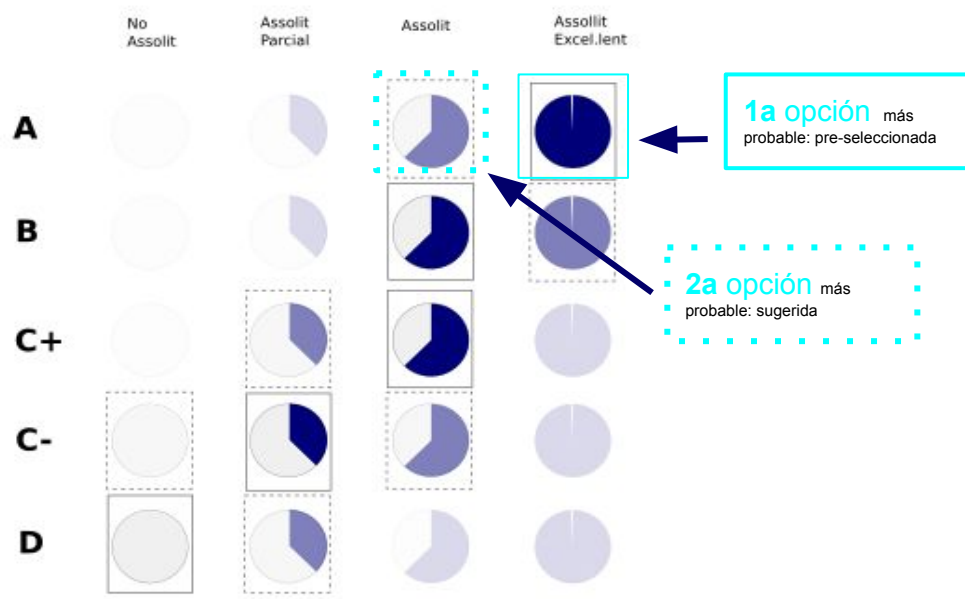 No
Assolit
Assolit
Parcial
Assolit
Assollit
Excel.lent
A
1a opción más
probable: pre-seleccionada
B
2a opción más
probable: sugerida
C+
C-
D